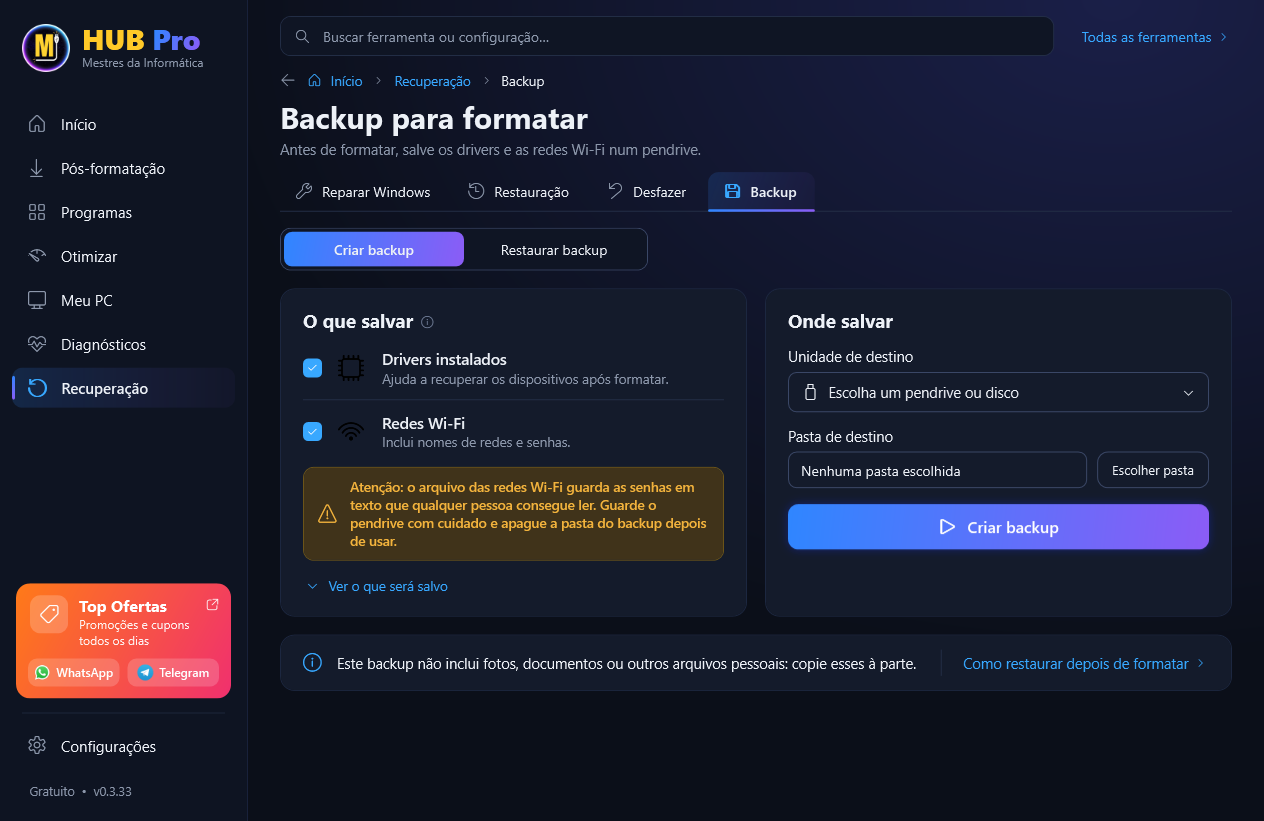 HUB Pro
Mestres da Informática
Início
Pós-formatação
Programas
Otimizar
Meu PC
Diagnósticos
Recuperação
Top Ofertas
Promoções e cupons
todos os dias
WhatsApp
Telegram
Configurações
Gratuito • v0.3.33
Buscar ferramenta ou configuração...
Todas as ferramentas
Início
Recuperação
Backup
Backup para formatar
Antes de formatar, salve os drivers e as redes Wi-Fi num pendrive.
Reparar Windows
Restauração
Desfazer
Backup
Criar backup
Restaurar backup
O que salvar
Drivers instalados
Ajuda a recuperar os dispositivos após formatar.
Redes Wi-Fi
Inclui nomes de redes e senhas.
Atenção: o arquivo das redes Wi-Fi guarda as senhas em
texto que qualquer pessoa consegue ler. Guarde o
pendrive com cuidado e apague a pasta do backup depois
de usar.
Ver o que será salvo
Onde salvar
Unidade de destino
Escolha um pendrive ou disco
Pasta de destino
Nenhuma pasta escolhida
Escolher pasta
Criar backup
Este backup não inclui fotos, documentos ou outros arquivos pessoais: copie esses à parte.
Como restaurar depois de formatar